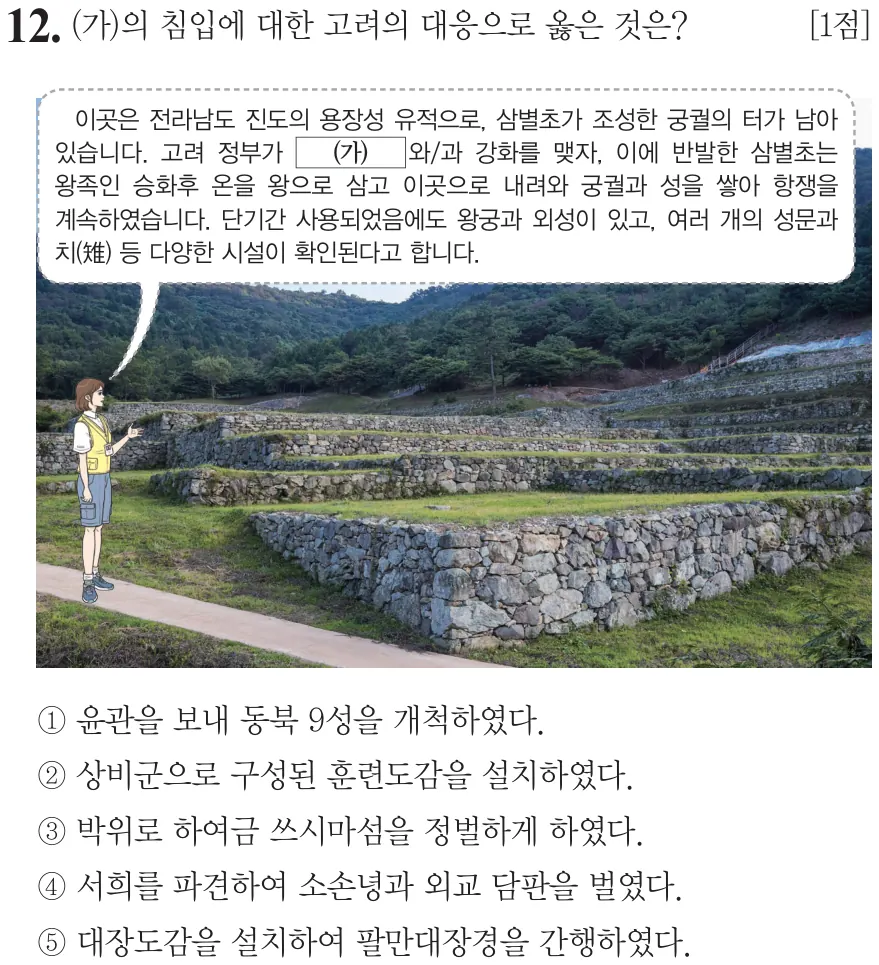 12. (가)의 침입에 대한 고려의 대응으로 옳은 것은? [1점]
이곳은 전라남도 진도의 용장성 유적으로, 삼별초가 조성한 궁궐의 터가 남아
있습니다. 고려 정부가 (가) 와/과 강화를 맺자, 이에 반발한 삼별초는
왕족인 승화후 온을 왕으로 삼고 이곳으로 내려와 궁궐과 성을 쌓아 항쟁을
계속하였습니다. 단기간 사용되었음에도 왕궁과 외성이 있고, 여러 개의 성문과
치(雉) 등 다양한 시설이 확인된다고 합니다.
① 윤관을 보내 동북 9성을 개척하였다.
② 상비군으로 구성된 훈련도감을 설치하였다.
③ 박위로 하여금 쓰시마섬을 정벌하게 하였다.
④ 서희를 파견하여 소손녕과 외교 담판을 벌였다.
⑤ 대장도감을 설치하여 팔만대장경을 간행하였다.